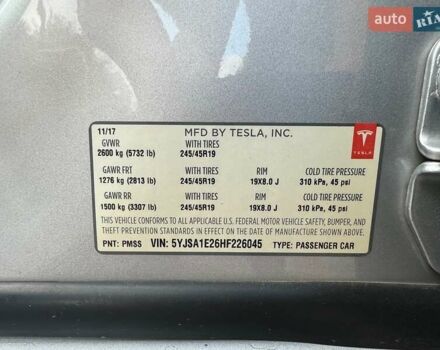 auto RIA
11/17 MFD BY TESLA, INC.
GVWR WITH TIRES
2600 kg (5732 lb) 245/45R19
GAWR FRT WITH TIRES RIM COLD TIRE PRESSURE
1276 kg (2813 lb) 245/45R19 19X8.0 J 310 kPa, 45 psi
GAWR RR WITH TIRES RIM COLD TIRE PRESSURE
1500 kg (3307 lb) 245/45R19 19X8.0 J 310 kPa, 45 psi
THIS VEHICLE CONFORMS TO ALL APPLICABLE U.S. FEDERAL MOTOR VEHICLE SAFETY, BUMPER, AND
THEFT PREVENTION STANDARDS IN EFFECT ON THE DATE OF MANUFACTURE SHOWN ABOVE.
PNT: PMSS VIN: 5YJSA1E26HF226045 TYPE: PASSENGER CAR
TESLA